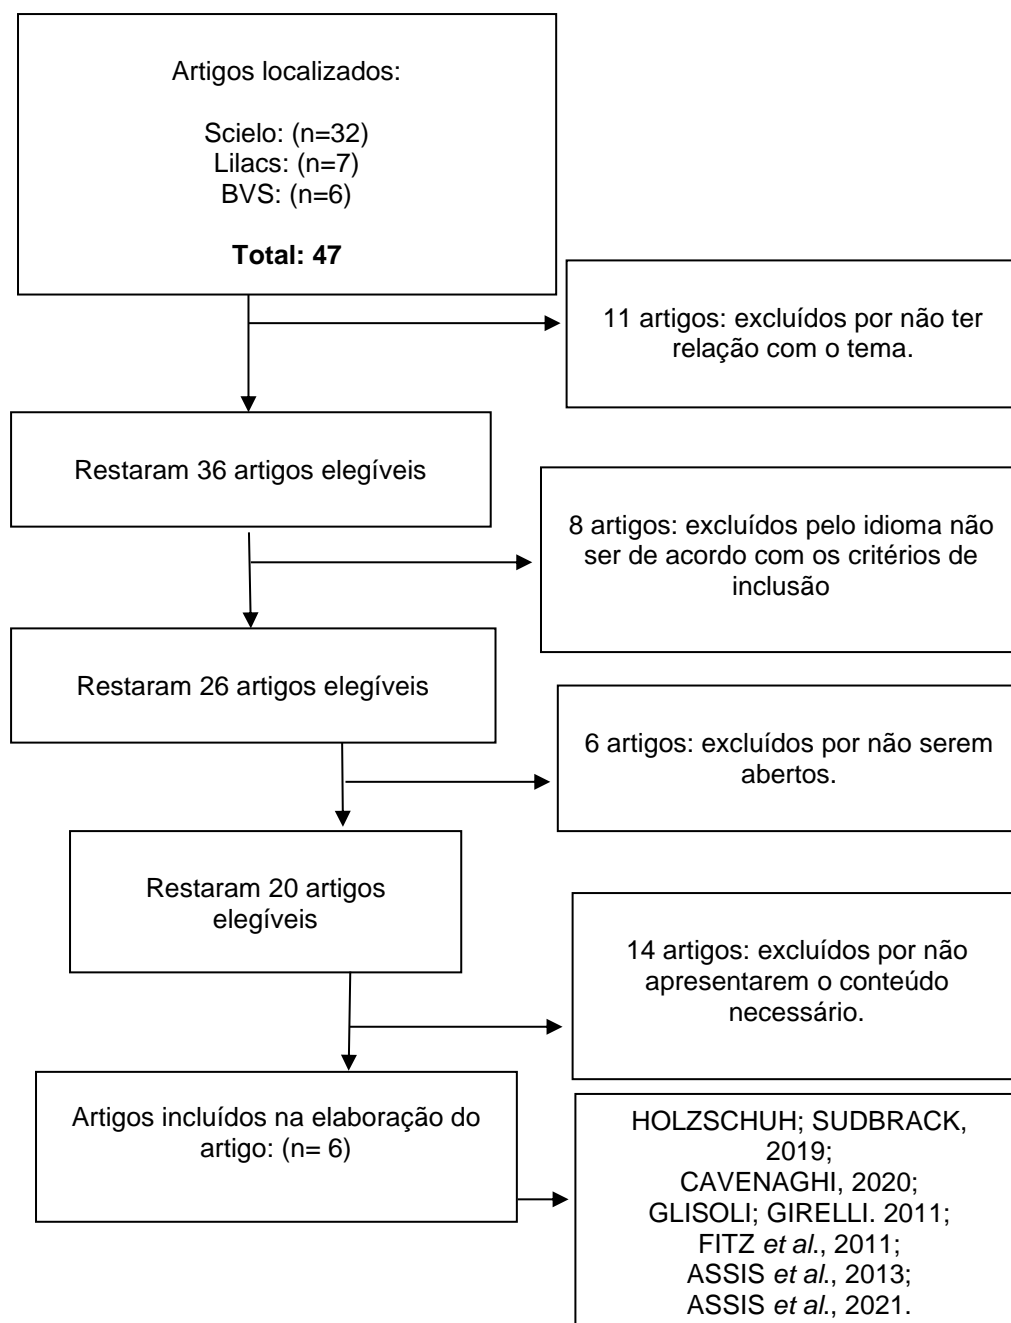 Artigos localizados:
Scielo: (n=32)
Lilacs: (n=7)
BVS: (n=6)
Total: 47
11 artigos: excluídos por não ter
relação com o tema.
Restaram 36 artigos elegíveis
8 artigos: excluídos pelo idioma não
ser de acordo com os critérios de
inclusão
Restaram 26 artigos elegíveis
6 artigos: excluídos por não serem
abertos.
Restaram 20 artigos
elegíveis
14 artigos: excluídos por não
apresentarem o conteúdo
necessário.
Artigos incluídos na elaboração do
artigo: (n= 6)
HOLZSCHUH; SUDBRACK,
2019;
CAVENAGHI, 2020;
GLISOLI; GIRELLI. 2011;
FITZ et al., 2011;
ASSIS et al., 2013;
ASSIS et al., 2021.